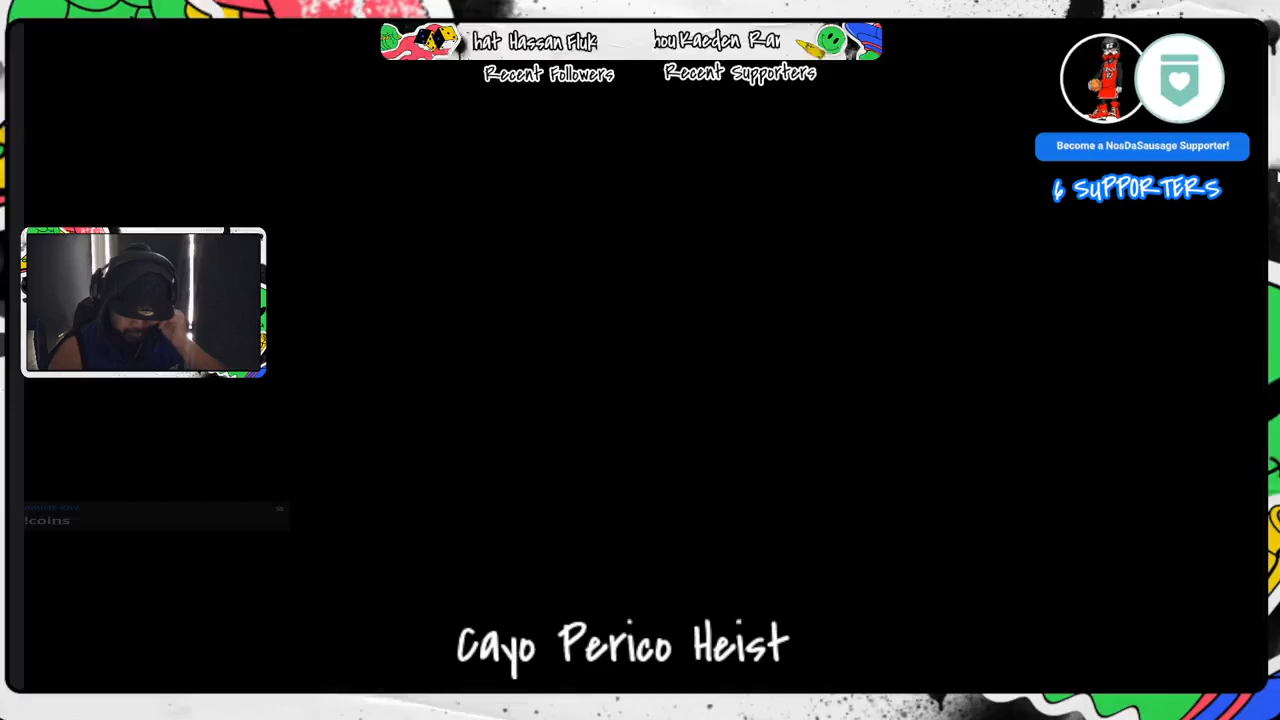 hat Hassan Fluk
hou Kaeden Rar
Recent Followers
Recent Supporters
Become a NosDaSausage Supporter!
6 SUPPORTERS
!coins
Cayo Perico Heist